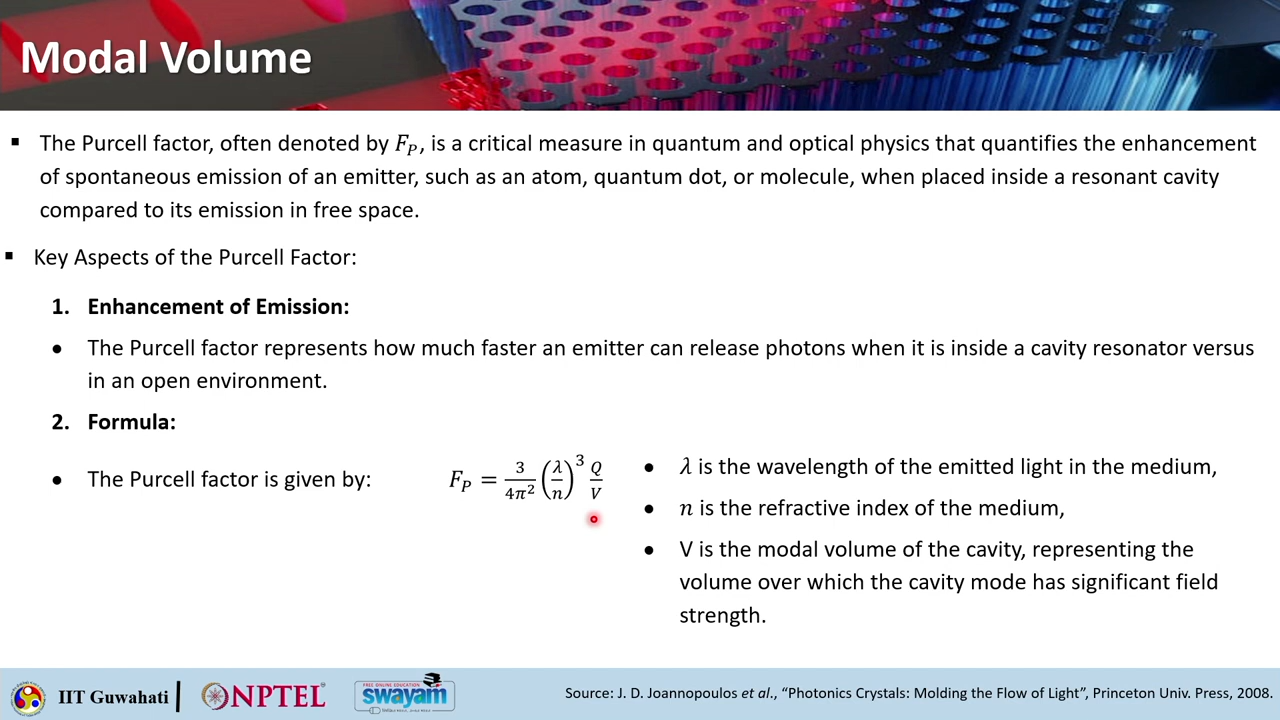 Modal Volume
▪ The Purcell factor, often denoted by 𝐹𝑃, is a critical measure in quantum and optical physics that quantifies the enhancement
of spontaneous emission of an emitter, such as an atom, quantum dot, or molecule, when placed inside a resonant cavity
compared to its emission in free space.
▪ Key Aspects of the Purcell Factor:
1. Enhancement of Emission:
• The Purcell factor represents how much faster an emitter can release photons when it is inside a cavity resonator versus
in an open environment.
2. Formula:
• The Purcell factor is given by: 𝐹𝑃 = 3/4𝜋² (𝜆/𝑛)³ 𝑄/𝑉
• 𝜆 is the wavelength of the emitted light in the medium,
• 𝑛 is the refractive index of the medium,
• V is the modal volume of the cavity, representing the
volume over which the cavity mode has significant field
strength.
IIT Guwahati
NPTEL
FREE ONLINE EDUCATION
swayam
Source: J. D. Joannopoulos et al., “Photonics Crystals: Molding the Flow of Light”, Princeton Univ. Press, 2008.